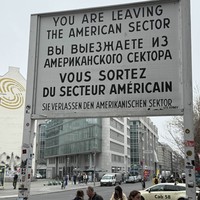 YOU ARE LEAVING
THE AMERICAN SECTOR
ВЫ ВЫЕЗЖАЕТЕ ИЗ
АМЕРИКАНСКОГО СЕКТОРА
VOUS SORTEZ
DU SECTEUR AMÉRICAIN
SIE VERLASSEN DEN AMERIKANISCHEN SEKTOR